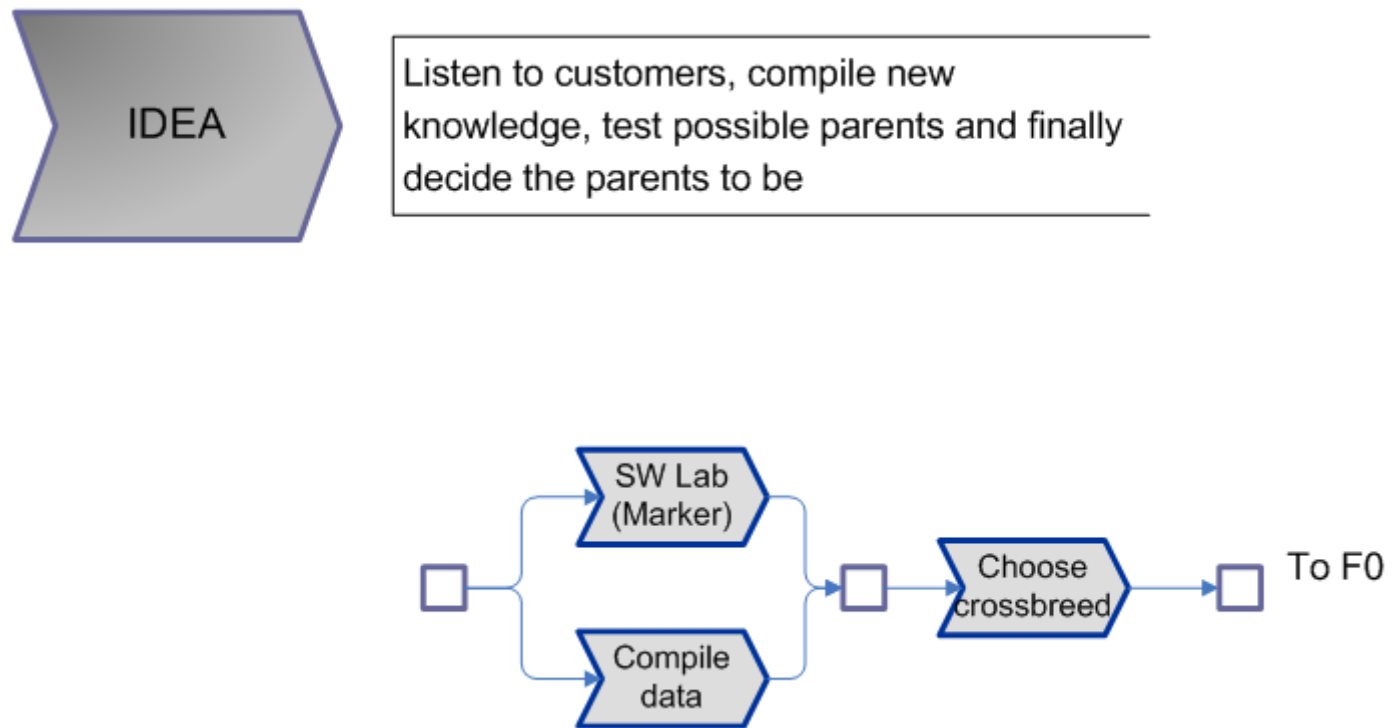 IDEA
Listen to customers, compile new
knowledge, test possible parents and finally
decide the parents to be
SW Lab
(Marker)
Compile
data
Choose
crossbreed
To F0